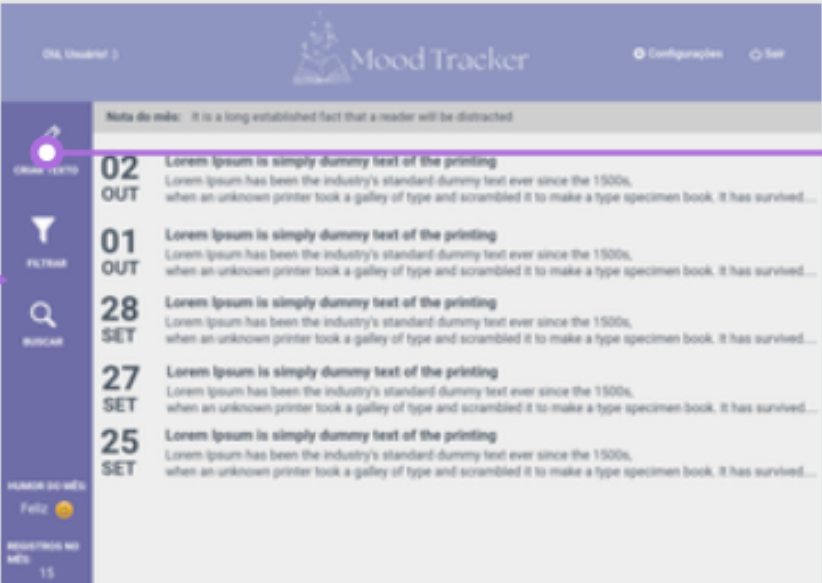 Olá, Usuário! :)
Mood Tracker
Configurações
Sair
Nota do mês: It is a long established fact that a reader will be distracted
CRIAR TEXTO
FILTRAR
BUSCAR
HUMOR DO MÊS:
Feliz
REGISTROS NO
MÊS:
15
02
OUT
Lorem Ipsum is simply dummy text of the printing
Lorem Ipsum has been the industry's standard dummy text ever since the 1500s,
when an unknown printer took a galley of type and scrambled it to make a type specimen book. It has survived...
01
OUT
Lorem Ipsum is simply dummy text of the printing
Lorem Ipsum has been the industry's standard dummy text ever since the 1500s,
when an unknown printer took a galley of type and scrambled it to make a type specimen book. It has survived...
28
SET
Lorem Ipsum is simply dummy text of the printing
Lorem Ipsum has been the industry's standard dummy text ever since the 1500s,
when an unknown printer took a galley of type and scrambled it to make a type specimen book. It has survived...
27
SET
Lorem Ipsum is simply dummy text of the printing
Lorem Ipsum has been the industry's standard dummy text ever since the 1500s,
when an unknown printer took a galley of type and scrambled it to make a type specimen book. It has survived...
25
SET
Lorem Ipsum is simply dummy text of the printing
Lorem Ipsum has been the industry's standard dummy text ever since the 1500s,
when an unknown printer took a galley of type and scrambled it to make a type specimen book. It has survived...